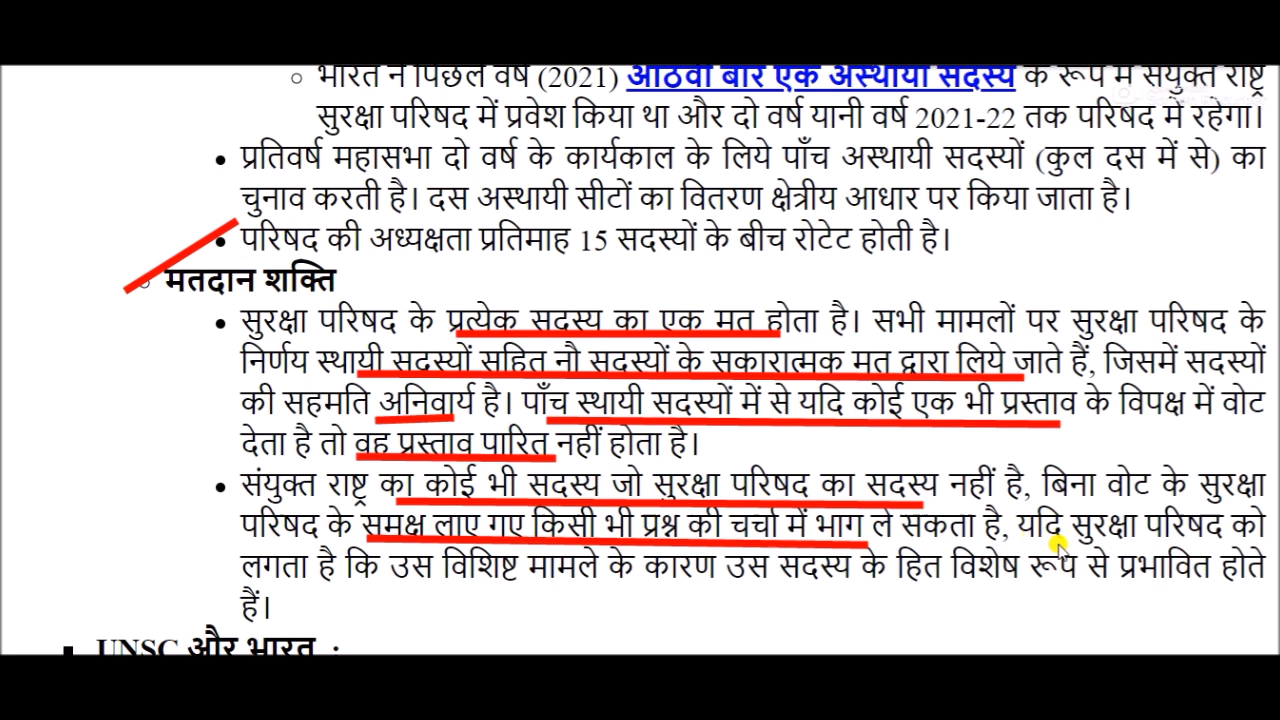 भारत ने पिछले वर्ष (2021) आठवीं बार एक अस्थायी सदस्य के रूप में संयुक्त राष्ट्र
सुरक्षा परिषद में प्रवेश किया था और दो वर्ष यानी वर्ष 2021-22 तक परिषद में रहेगा।
प्रतिवर्ष महासभा दो वर्ष के कार्यकाल के लिये पाँच अस्थायी सदस्यों (कुल दस में से) का
चुनाव करती है। दस अस्थायी सीटों का वितरण क्षेत्रीय आधार पर किया जाता है।
परिषद की अध्यक्षता प्रतिमाह 15 सदस्यों के बीच रोटेट होती है।
मतदान शक्ति
सुरक्षा परिषद के प्रत्येक सदस्य का एक मत होता है। सभी मामलों पर सुरक्षा परिषद के
निर्णय स्थायी सदस्यों सहित नौ सदस्यों के सकारात्मक मत द्वारा लिये जाते हैं, जिसमें सदस्यों
की सहमति अनिवार्य है। पाँच स्थायी सदस्यों में से यदि कोई एक भी प्रस्ताव के विपक्ष में वोट
देता है तो वह प्रस्ताव पारित नहीं होता है।
संयुक्त राष्ट्र का कोई भी सदस्य जो सुरक्षा परिषद का सदस्य नहीं है, बिना वोट के सुरक्षा
परिषद के समक्ष लाए गए किसी भी प्रश्न की चर्चा में भाग ले सकता है, यदि सुरक्षा परिषद को
लगता है कि उस विशिष्ट मामले के कारण उस सदस्य के हित विशेष रूप से प्रभावित होते
हैं।
UNSC और भारत :